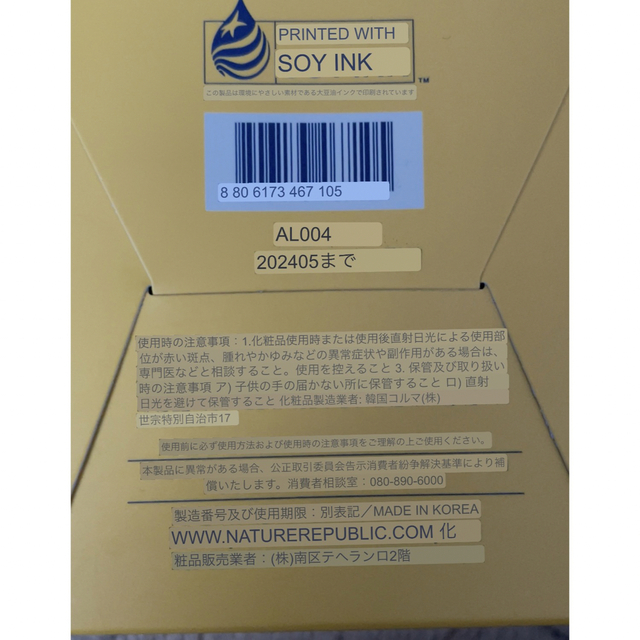 PRINTED WITH
SOY INK
™
この製品は環境にやさしい素材である大豆油インクで印刷されています
8 80 6173 467 105
AL004
202405まで
使用時の注意事項：1.化粧品使用時または使用後直射日光による使用部
位が赤い斑点、腫れやかゆみなどの異常症状や副作用がある場合は、
専門医などと相談すること。使用を控えること 3. 保管及び取り扱い
時の注意事項 ア) 子供の手の届かない所に保管すること ロ) 直射
日光を避けて保管すること 化粧品製造業者: 韓国コルマ(株)
世宗特別自治市17
使用前に必ず使用方法および使用時の注意事項をご理解の上ご使用ください。
本製品に異常がある場合、公正取引委員会告示消費者紛争解決基準により補
償いたします。消費者相談室：080-890-6000
製造番号及び使用期限：別表記／MADE IN KOREA
WWW.NATUREREPUBLIC.COM 化
粧品販売業者：(株)南区テヘランロ2階